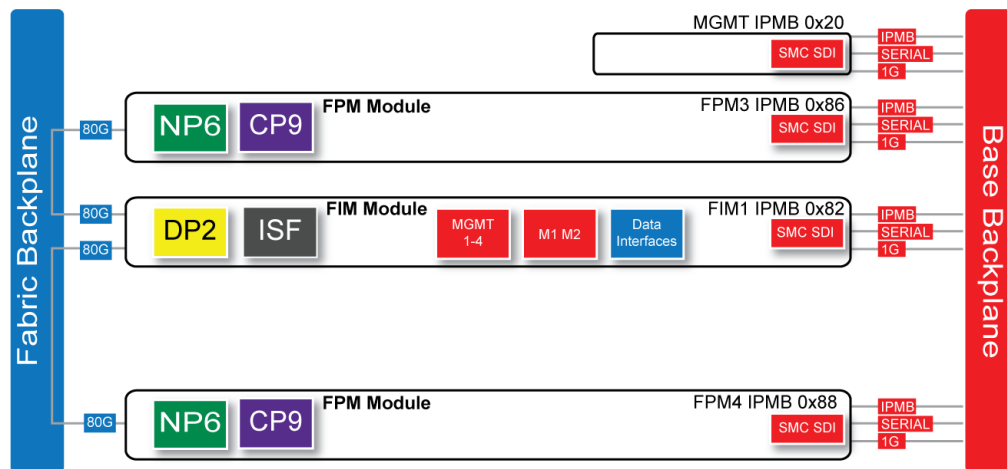 Fabric Backplane
MGMT IPMB 0x20
SMC SDI
IPMB
SERIAL
1G
80G
FPM Module
NP6
CP9
FPM3 IPMB 0x86
SMC SDI
IPMB
SERIAL
1G
80G
80G
FIM Module
DP2
ISF
MGMT
1-4
M1 M2
Data
Interfaces
FIM1 IPMB 0x82
SMC SDI
IPMB
SERIAL
1G
80G
FPM Module
NP6
CP9
FPM4 IPMB 0x88
SMC SDI
IPMB
SERIAL
1G
Base Backplane